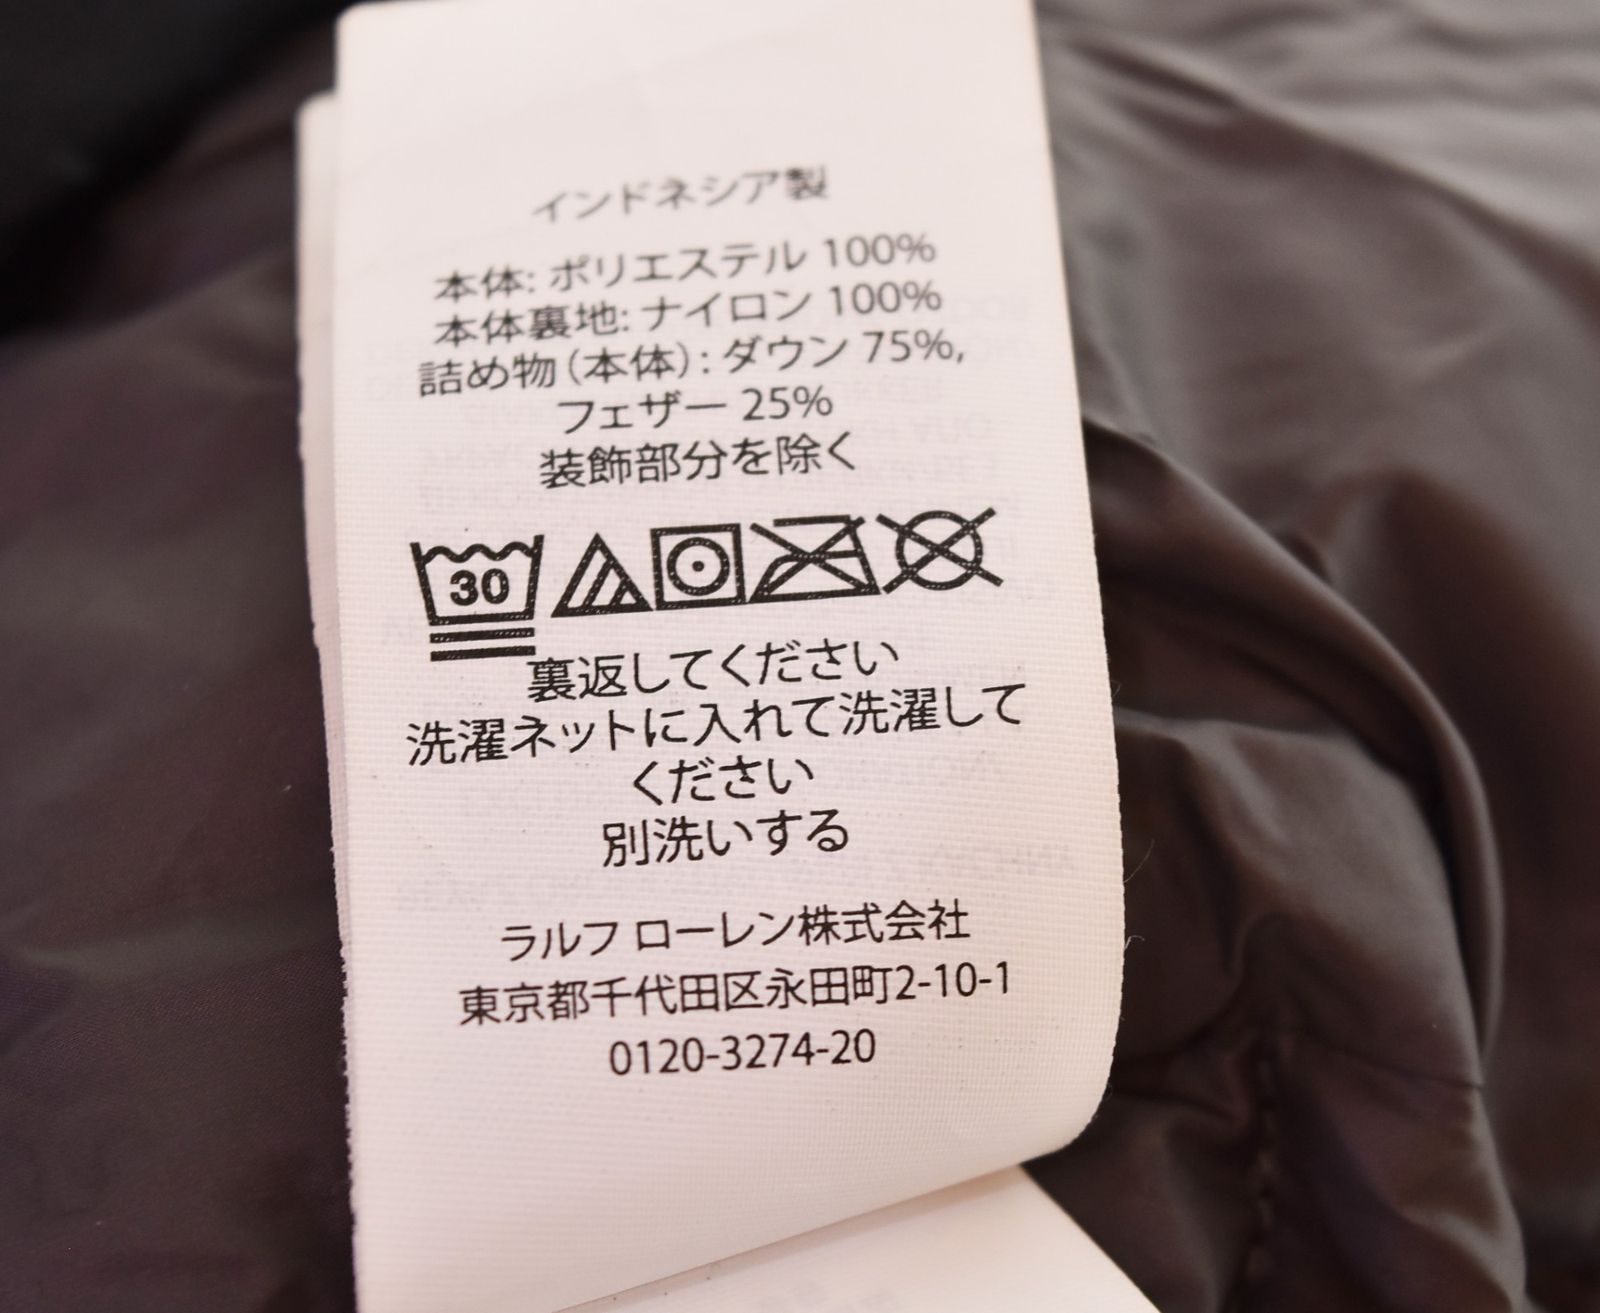 インドネシア製
本体: ポリエステル 100%
本体裏地: ナイロン 100%
詰め物 (本体) : ダウン 75%,
フェザー 25%
装飾部分を除く
30
裏返してください
洗濯ネットに入れて洗濯して
ください
別洗いする
ラルフ ローレン株式会社
東京都千代田区永田町2-10-1
0120-3274-20